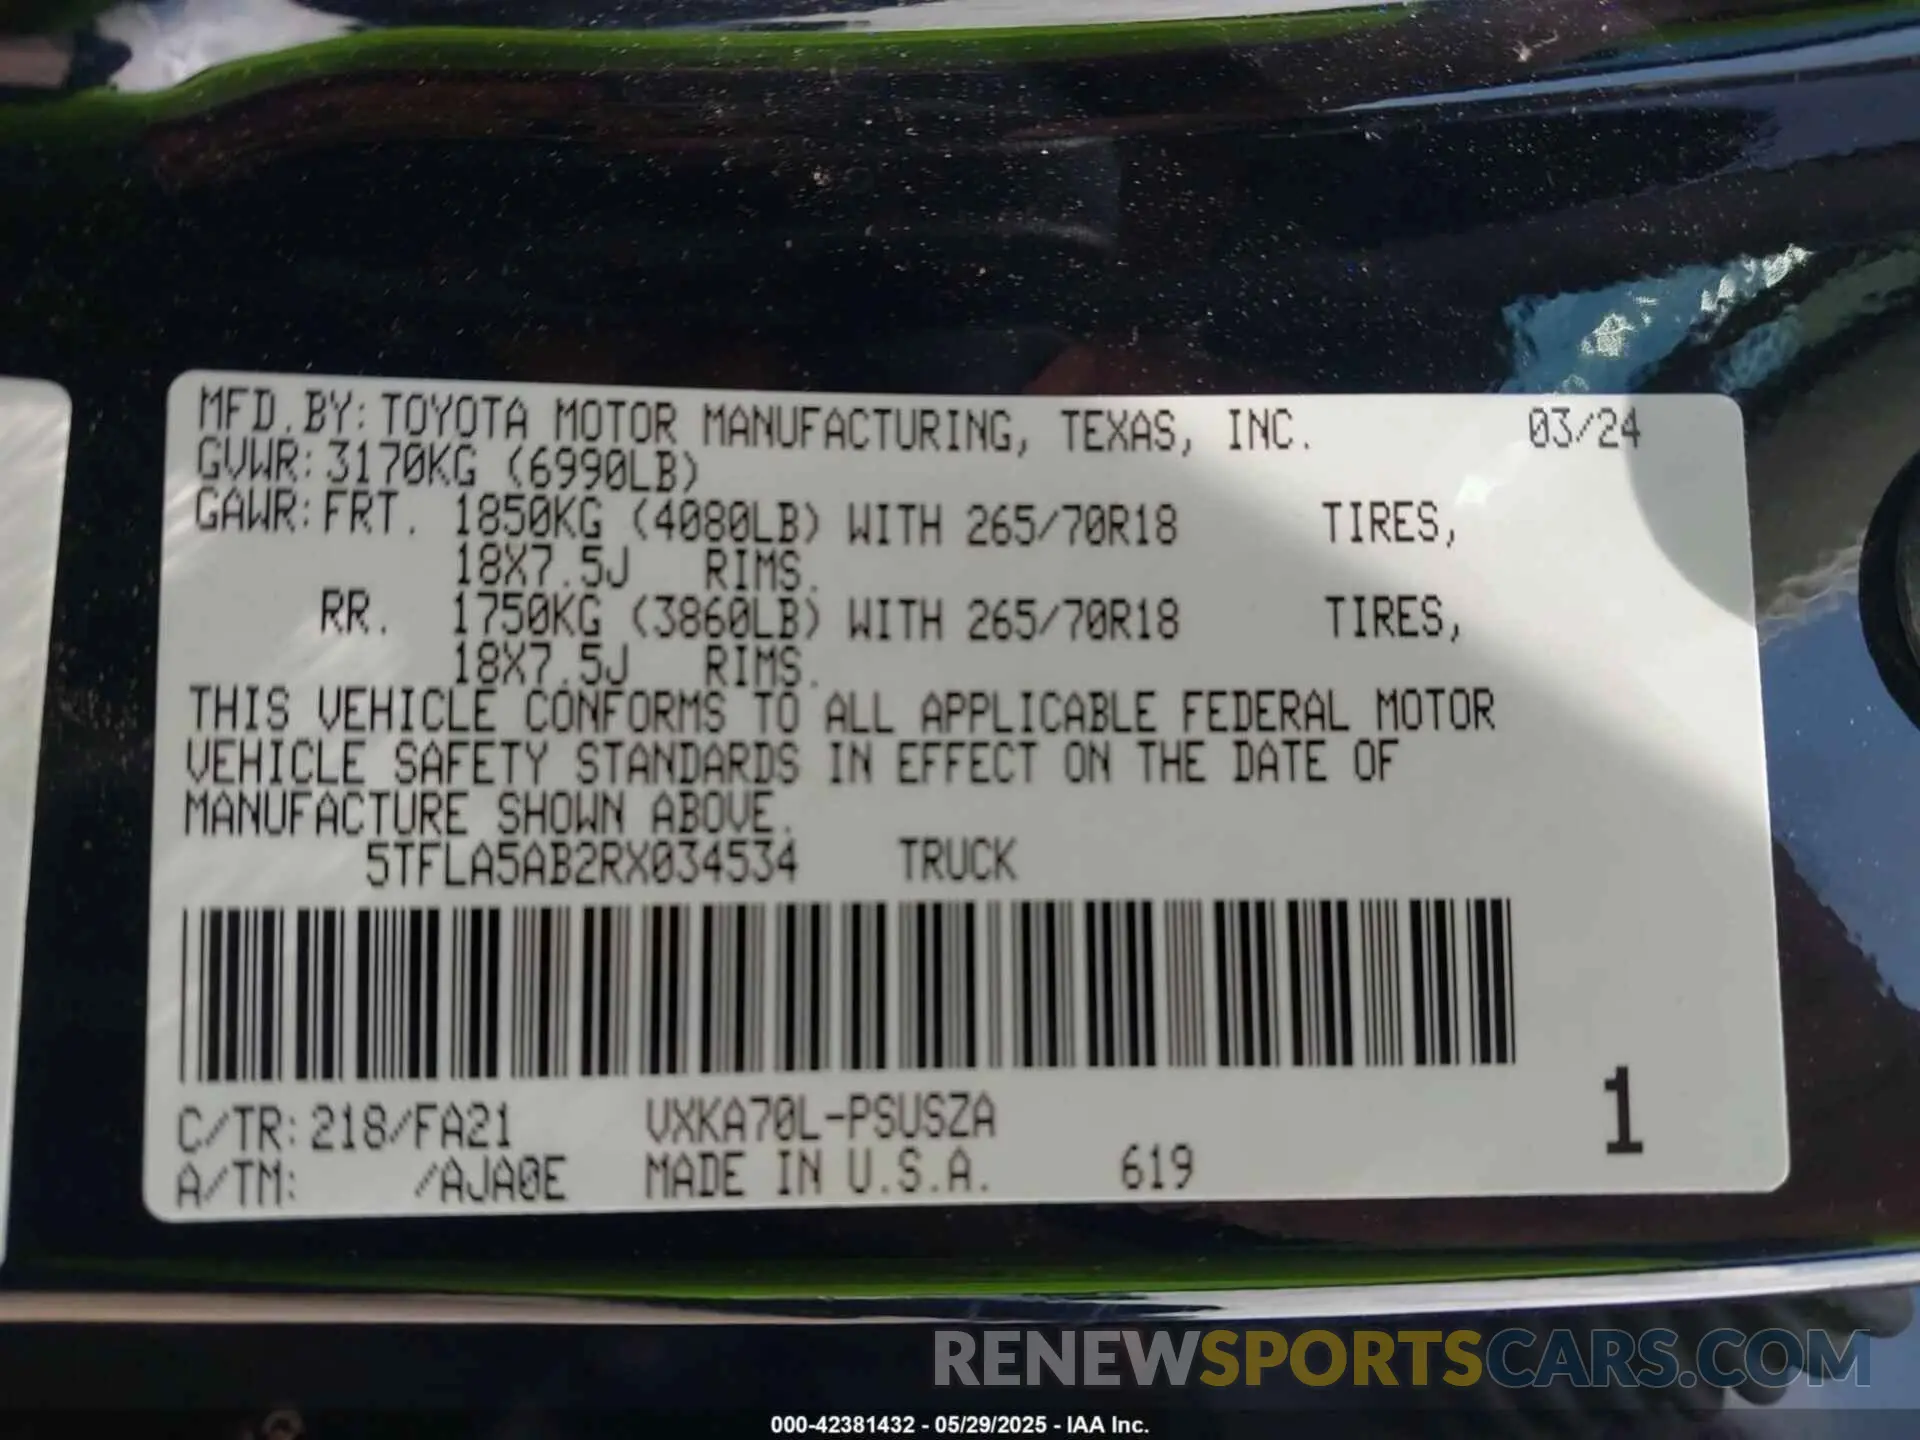 MFD.BY:TOYOTA MOTOR MANUFACTURING, TEXAS, INC. 03/24
GVWR:3170KG (6990LB)
GAWR:FRT. 1850KG (4080LB) WITH 265/70R18 TIRES,
18X7.5J RIMS.
RR. 1750KG (3860LB) WITH 265/70R18 TIRES,
18X7.5J RIMS.
THIS VEHICLE CONFORMS TO ALL APPLICABLE FEDERAL MOTOR
VEHICLE SAFETY STANDARDS IN EFFECT ON THE DATE OF
MANUFACTURE SHOWN ABOVE.
5TFLA5AB2RX034534 TRUCK
C/TR:218/FA21 VXKA70L-PSUSZA
A/TM: /AJA0E MADE IN U.S.A. 619
1
RENEWSPORTSCARS.COM
000-42381432 - 05/29/2025 - IAA Inc.